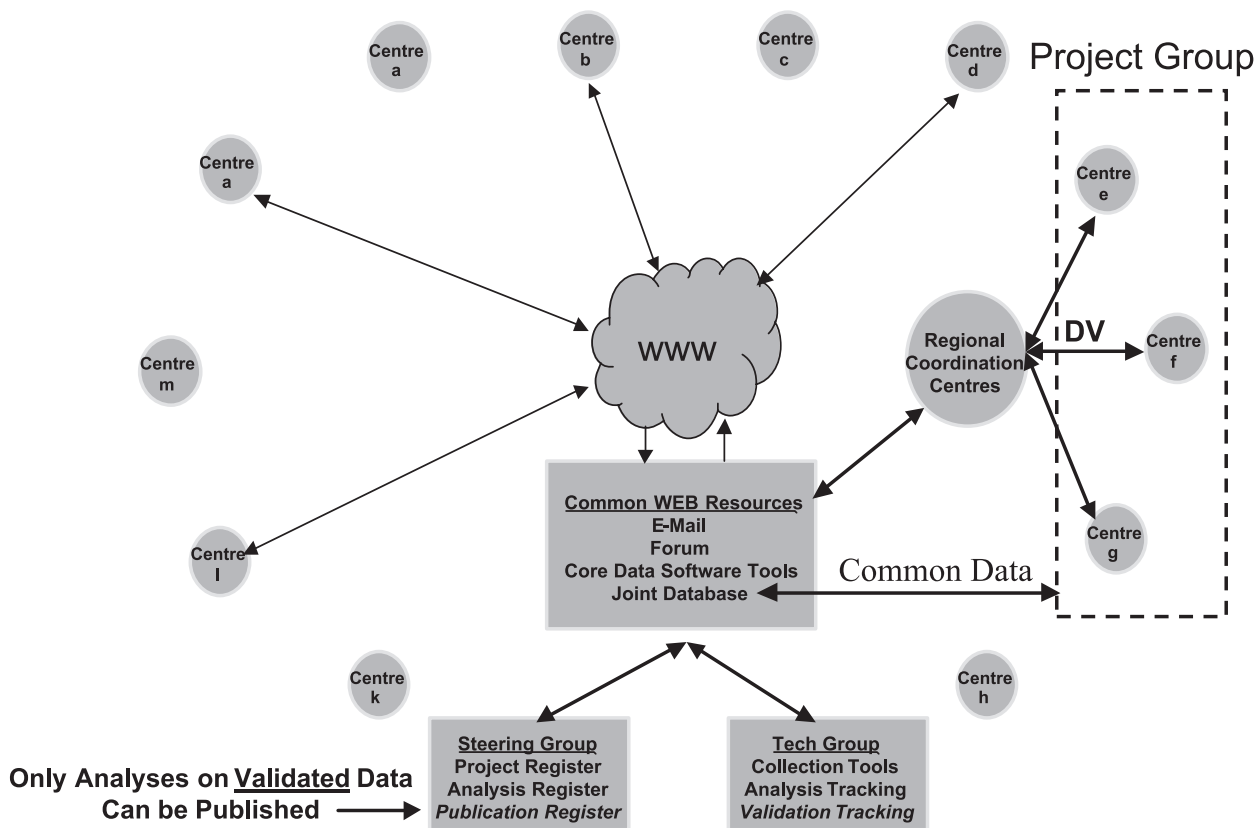 Centre
a
Centre
b
Centre
c
Centre
d
Project Group
Centre
a
Centre
e
Centre
m
www
Regional
Coordination
Centres
DV
Centre
f
Common WEB Resources
E-Mail
Forum
Core Data Software Tools
Joint Database
Common Data
Centre
g
Centre
l
Centre
k
Centre
h
Steering Group
Project Register
Analysis Register
Publication Register
Tech Group
Collection Tools
Analysis Tracking
Validation Tracking
Only Analyses on Validated Data
Can be Published